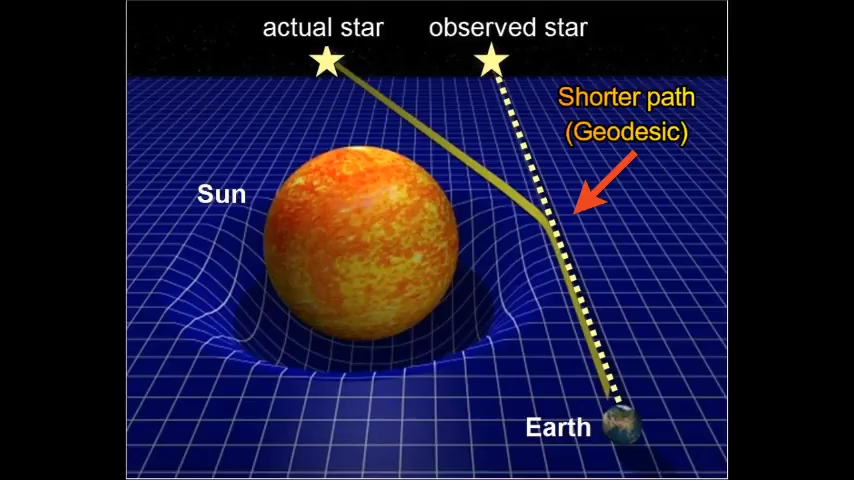 actual star
observed star
Shorter path
(Geodesic)
Sun
Earth